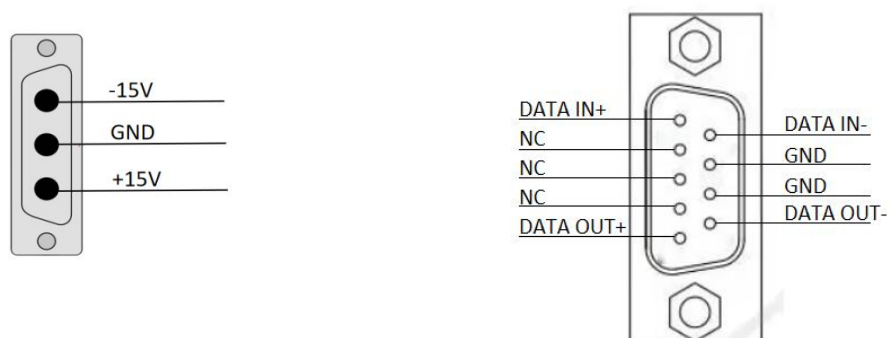 -15V
GND
+15V
DATA IN+
NC
NC
NC
DATA OUT+
DATA IN-
GND
GND
DATA OUT-